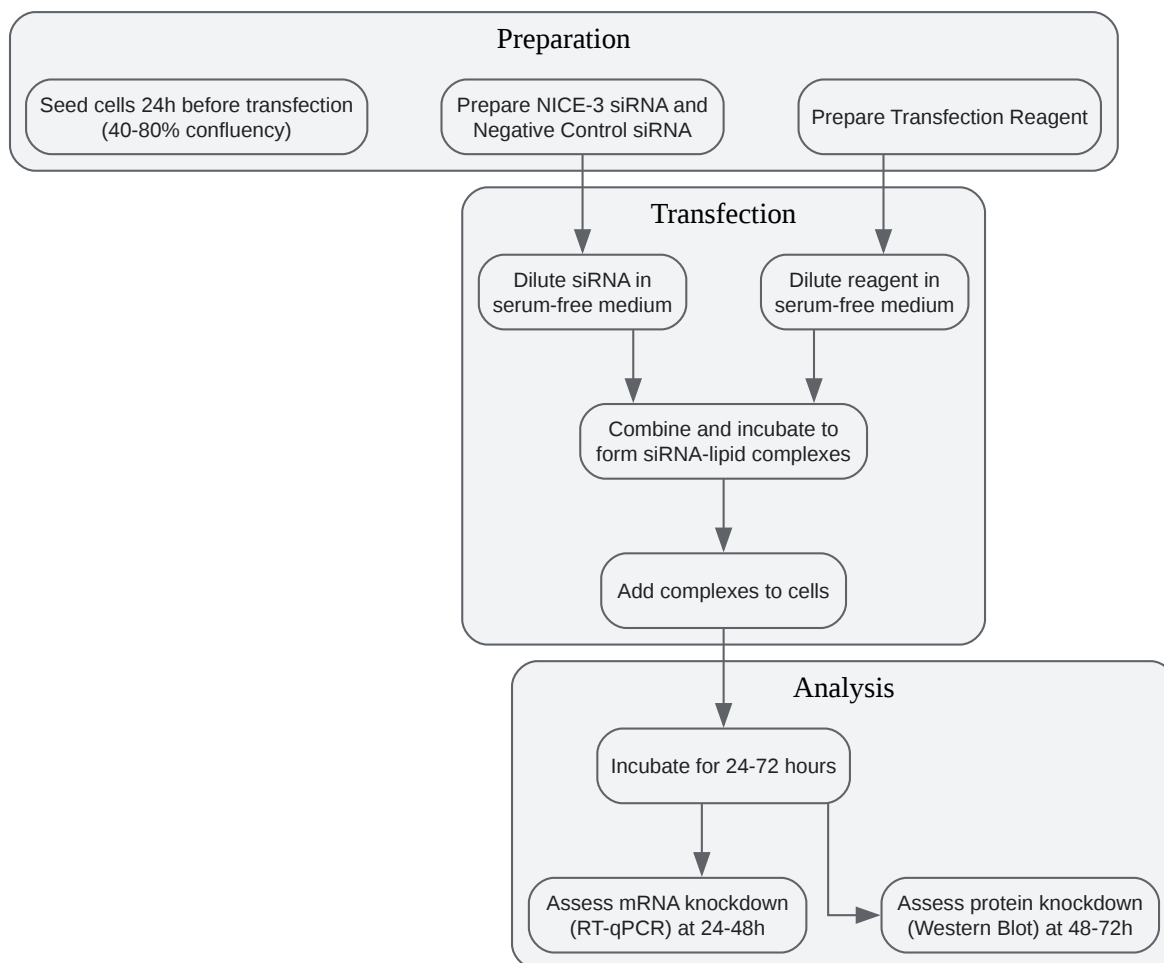 Preparation
Seed cells 24h before transfection
(40-80% confluency)
Prepare NICE-3 siRNA and
Negative Control siRNA
Prepare Transfection Reagent
Transfection
Dilute siRNA in
serum-free medium
Dilute reagent in
serum-free medium
Combine and incubate to
form siRNA-lipid complexes
Add complexes to cells
Analysis
Incubate for 24-72 hours
Assess mRNA knockdown
(RT-qPCR) at 24-48h
Assess protein knockdown
(Western Blot) at 48-72h